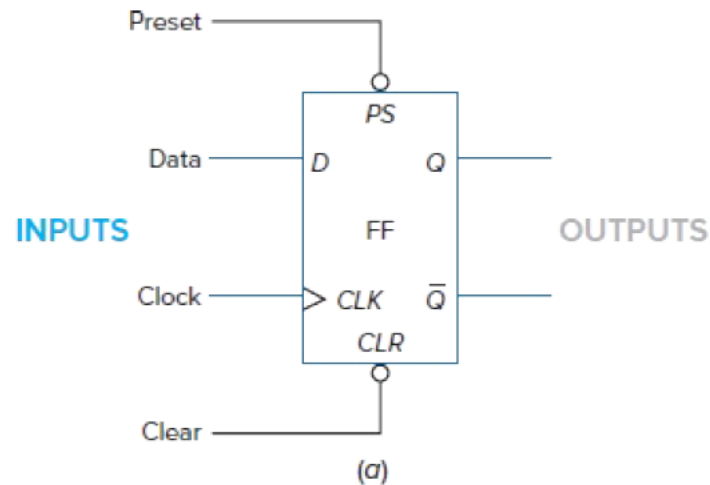 Preset
PS
Data
D
Q
INPUTS
FF
OUTPUTS
Clock
CLK
Q̅
CLR
Clear
(a)